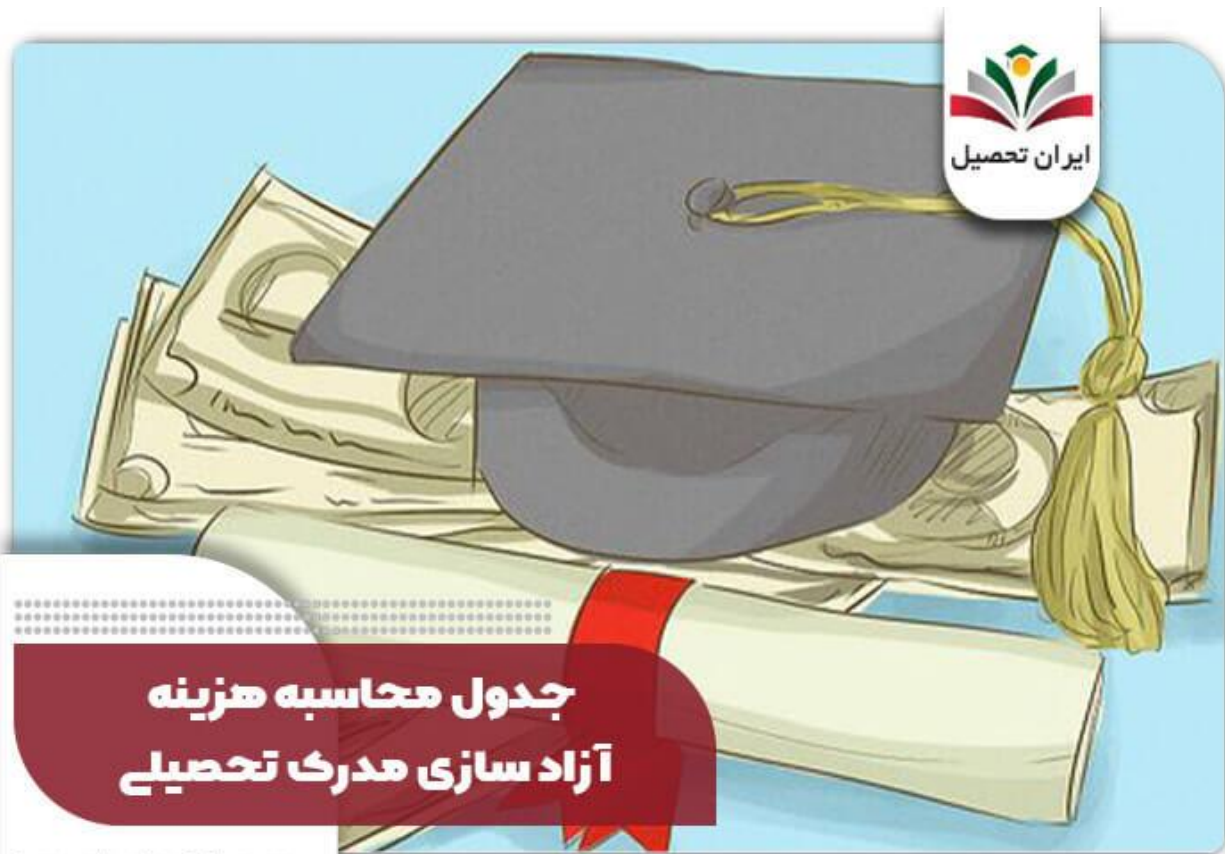 ایران تحصیل
جدول محاسبه هزینه
آزاد سازی مدرک تحصیلی